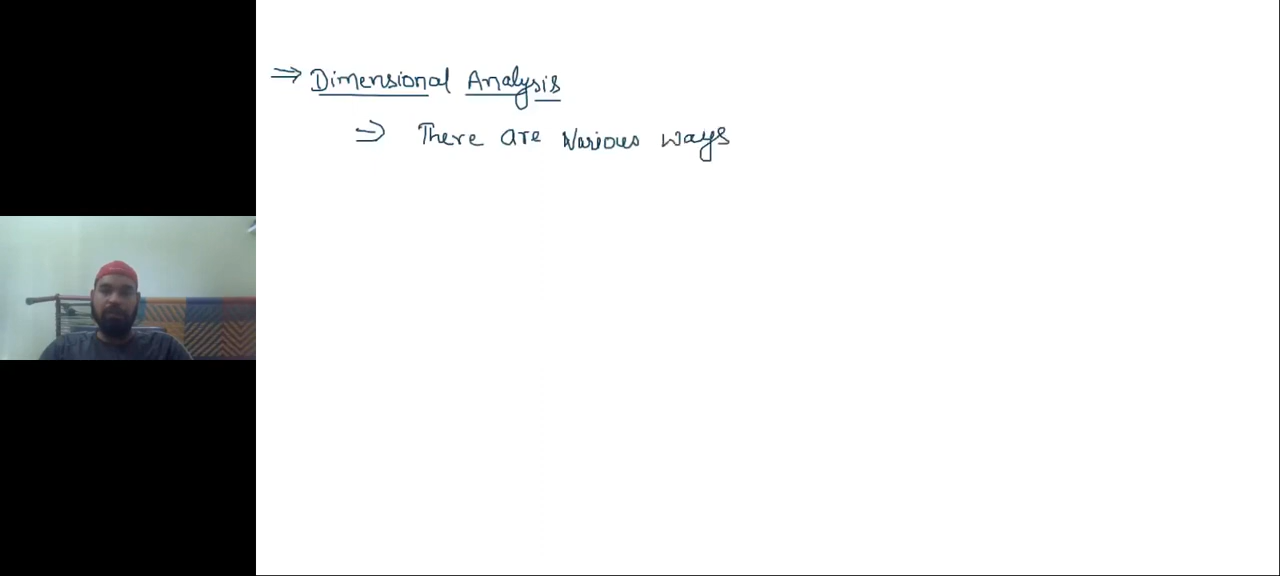 ⇒ Dimensional Analysis
⇒ There are Various ways